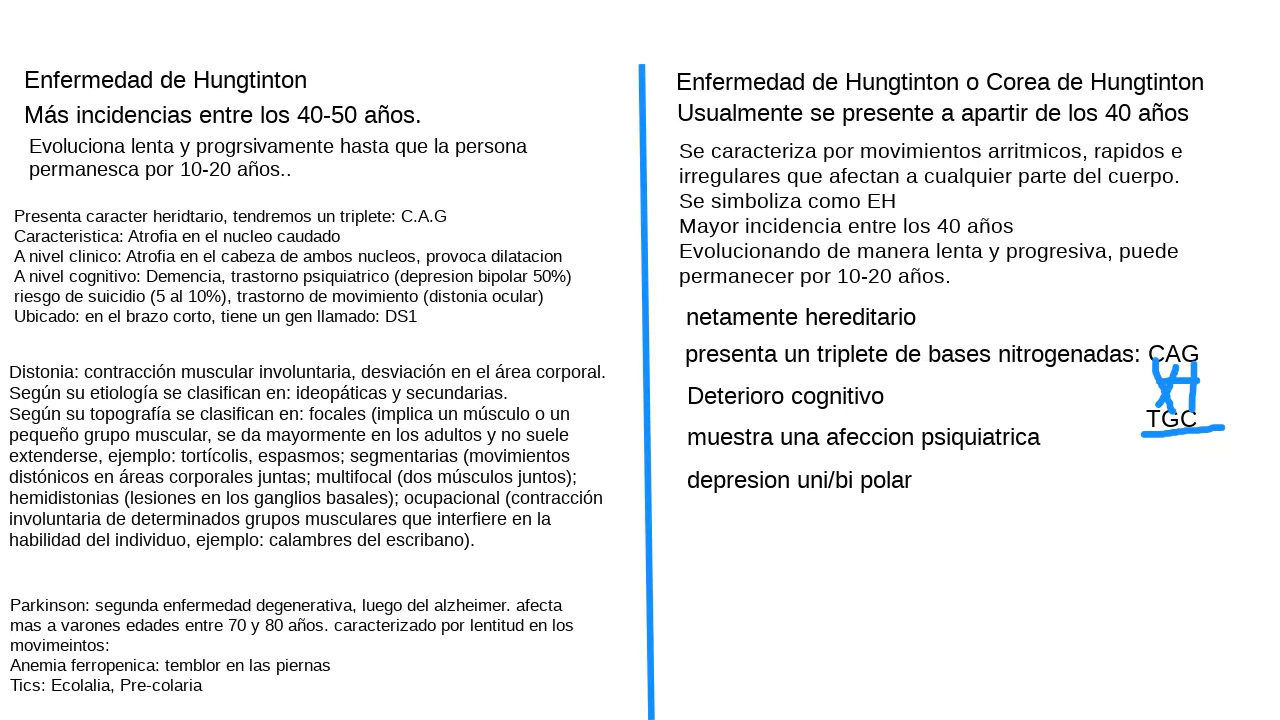 Enfermedad de Hungtinton
Más incidencias entre los 40-50 años.
Evoluciona lenta y progrsivamente hasta que la persona
permanesca por 10-20 años..
Presenta caracter heridtario, tendremos un triplete: C.A.G
Caracteristica: Atrofia en el nucleo caudado
A nivel clinico: Atrofia en el cabeza de ambos nucleos, provoca dilatacion
A nivel cognitivo: Demencia, trastorno psiquiatrico (depresion bipolar 50%)
riesgo de suicidio (5 al 10%), trastorno de movimiento (distonia ocular)
Ubicado: en el brazo corto, tiene un gen llamado: DS1
Distonia: contracción muscular involuntaria, desviación en el área corporal.
Según su etiología se clasifican en: ideopáticas y secundarias.
Según su topografía se clasifican en: focales (implica un músculo o un
pequeño grupo muscular, se da mayormente en los adultos y no suele
extenderse, ejemplo: tortícolis, espasmos; segmentarias (movimientos
distónicos en áreas corporales juntas; multifocal (dos músculos juntos);
hemidistonias (lesiones en los ganglios basales); ocupacional (contracción
involuntaria de determinados grupos musculares que interfiere en la
habilidad del individuo, ejemplo: calambres del escribano).
Parkinson: segunda enfermedad degenerativa, luego del alzheimer. afecta
mas a varones edades entre 70 y 80 años. caracterizado por lentitud en los
movimeintos:
Anemia ferropenica: temblor en las piernas
Tics: Ecolalia, Pre-colaria
Enfermedad de Hungtinton o Corea de Hungtinton
Usualmente se presente a apartir de los 40 años
Se caracteriza por movimientos arritmicos, rapidos e
irregulares que afectan a cualquier parte del cuerpo.
Se simboliza como EH
Mayor incidencia entre los 40 años
Evolucionando de manera lenta y progresiva, puede
permanecer por 10-20 años.
netamente hereditario
presenta un triplete de bases nitrogenadas: CAG
TGC
Deterioro cognitivo
muestra una afeccion psiquiatrica
depresion uni/bi polar